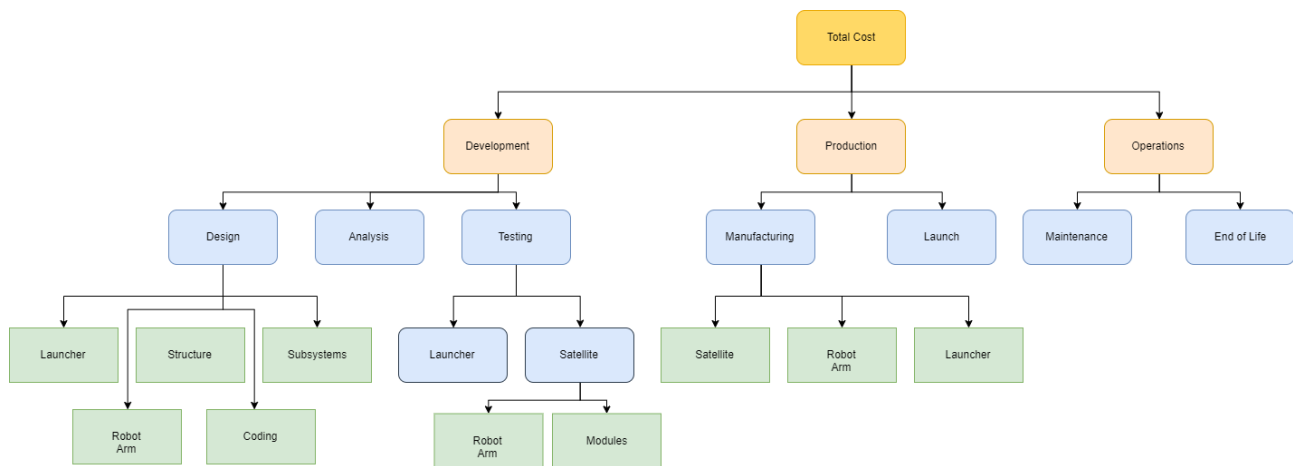 Total Cost
Development
Production
Operations
Design
Analysis
Testing
Manufacturing
Launch
Maintenance
End of Life
Launcher
Structure
Subsystems
Launcher
Satellite
Satellite
Robot
Arm
Launcher
Robot
Arm
Coding
Robot
Arm
Modules